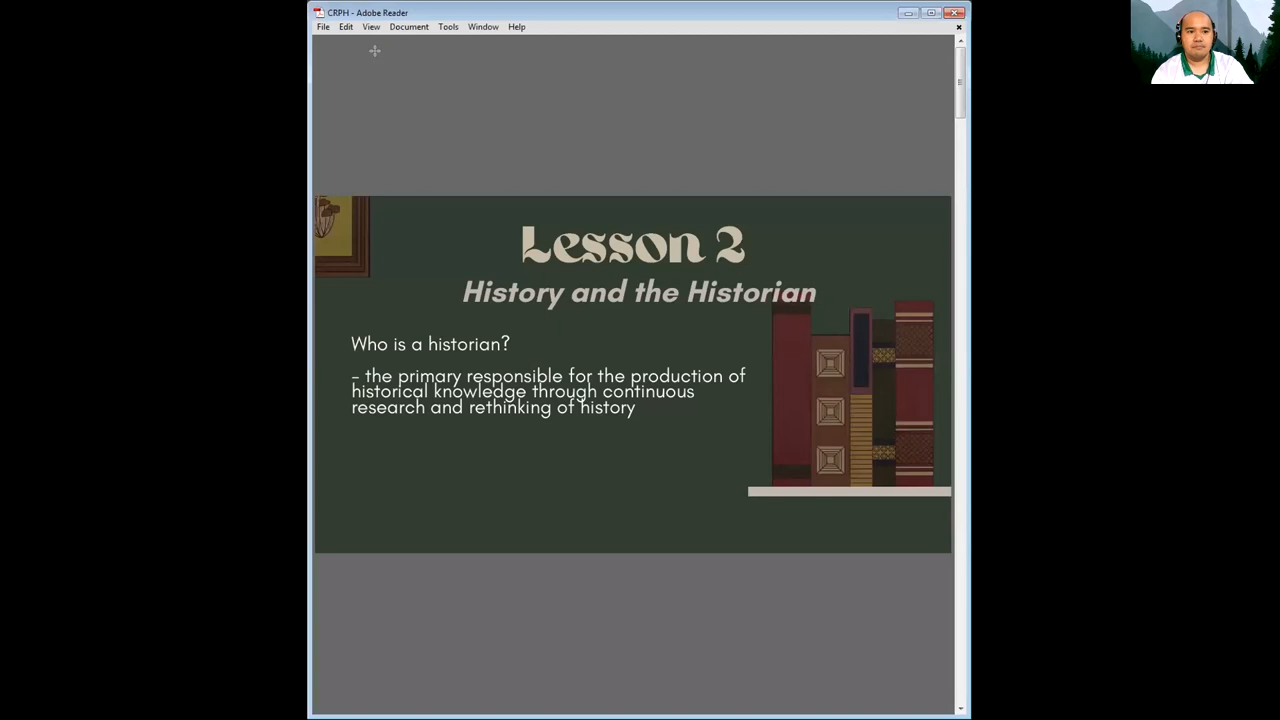 CRPH - Adobe Reader
File Edit View Document Tools Window Help
Lesson 2
History and the Historian
Who is a historian?
- the primary responsible for the production of
historical knowledge through continuous
research and rethinking of history